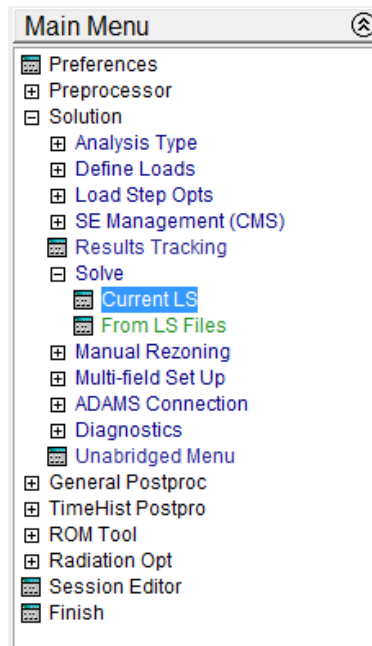 Main Menu
Preferences
Preprocessor
Solution
Analysis Type
Define Loads
Load Step Opts
SE Management (CMS)
Results Tracking
Solve
Current LS
From LS Files
Manual Rezoning
Multi-field Set Up
ADAMS Connection
Diagnostics
Unabridged Menu
General Postproc
TimeHist Postpro
ROM Tool
Radiation Opt
Session Editor
Finish